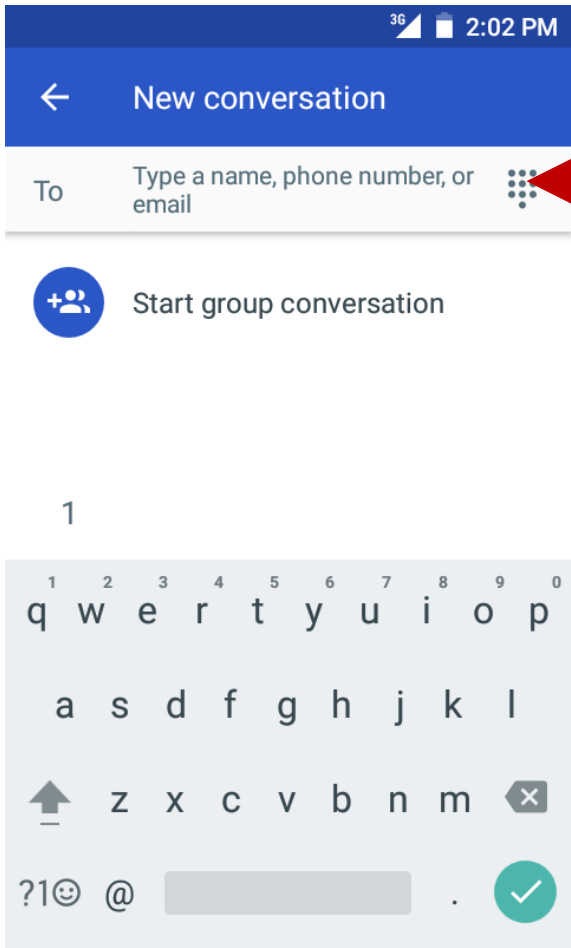 3G 2:02 PM
New conversation
To
Type a name, phone number, or
email
Start group conversation
1
1 2 3 4 5 6 7 8 9 0
q w e r t y u i o p
a s d f g h j k l
z x c v b n m
?1☺ @ .